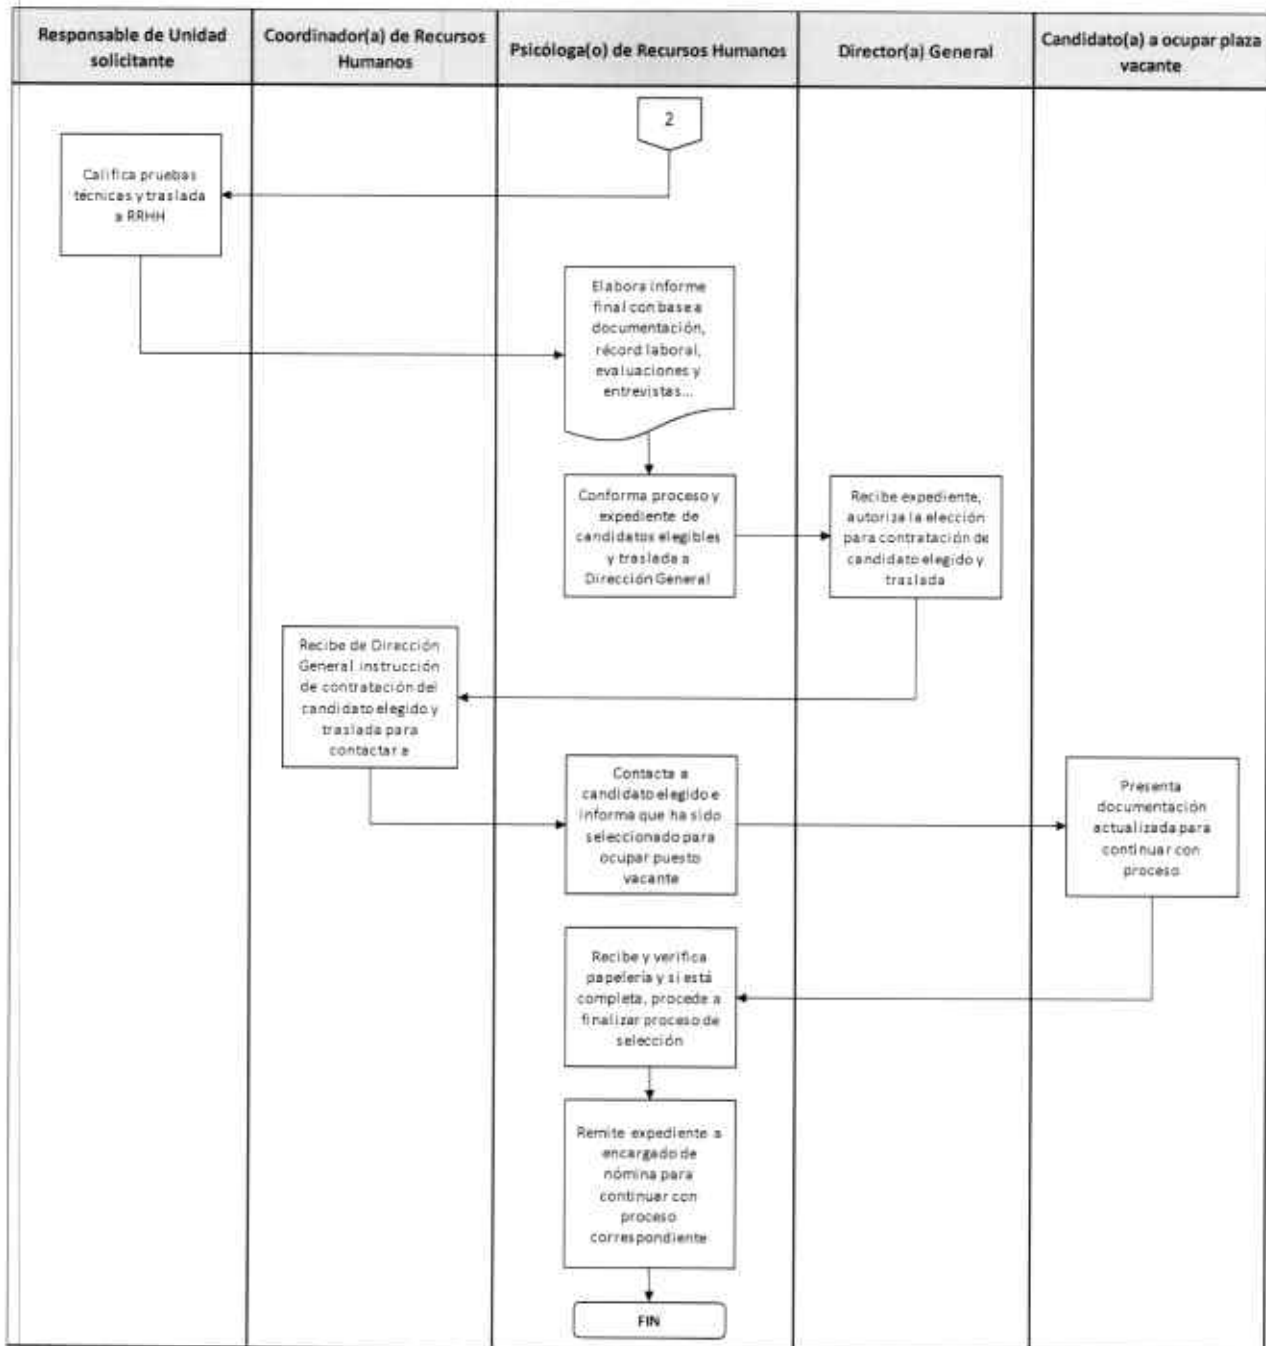 Responsable de Unidad
solicitante
Coordinador(a) de Recursos
Humanos
Psicóloga(o) de Recursos Humanos
Director(a) General
Candidato(a) a ocupar plaza
vacante
2
Califica pruebas
técnicas y traslada
a RRHH
Elabora informe
final con base a
documentación,
récord laboral,
evaluaciones y
entrevistas...
Conforma proceso y
expediente de
candidatos elegibles
y traslada a
Dirección General
Recibe expediente,
autoriza la elección
para contratación de
candidato elegido y
traslada
Recibe de Dirección
General instrucción
de contratación del
candidato elegido y
traslada para
contactar a
Contacta a
candidato elegido e
informa que ha sido
seleccionado para
ocupar puesto
vacante
Presenta
documentación
actualizada para
continuar con
proceso
Recibe y verifica
papelería y si está
completa, procede a
finalizar proceso de
selección
Remite expediente a
encargado de
nómina para
continuar con
proceso
correspondiente
FIN